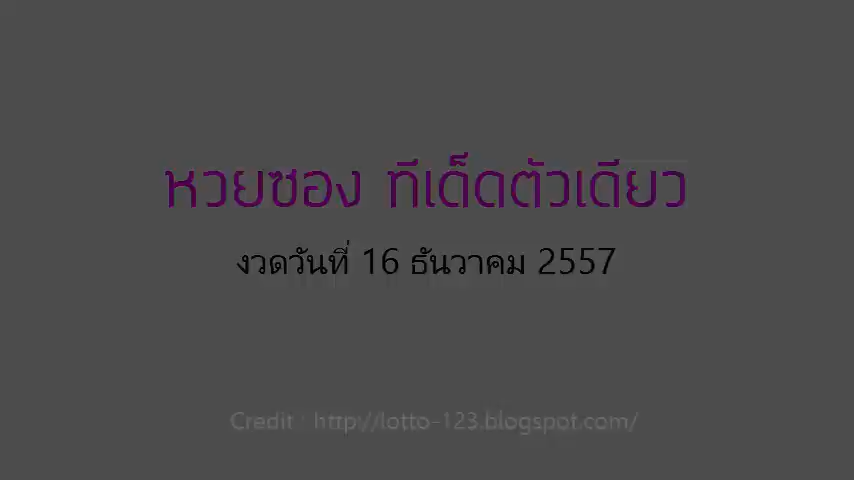 หวยซอง ทีเด็ดตัวเดียว
งวดวันที่ 16 ธันวาคม 2557
Credit : http://lotto-123.blogspot.com/